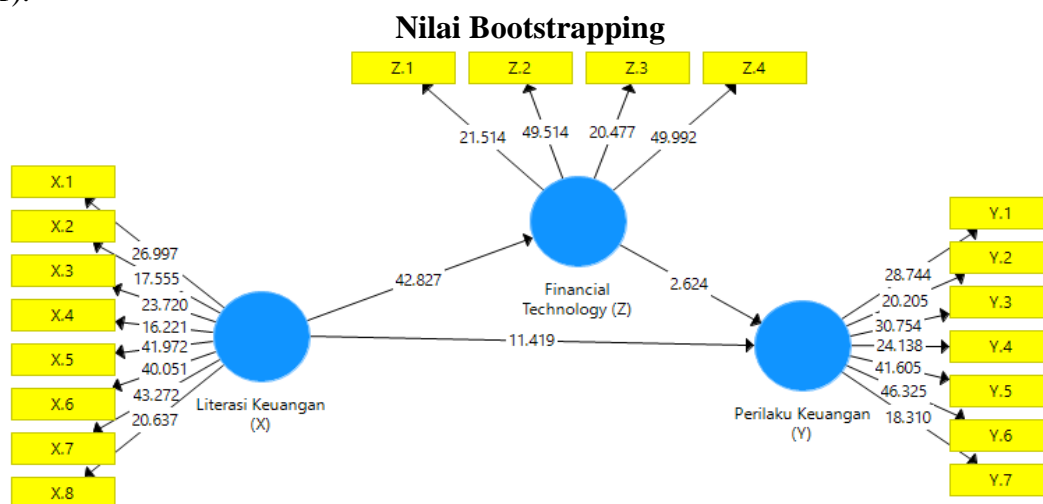 Nilai Bootstrapping
Z.1
Z.2
Z.3
Z.4
21.514
49.514
20.477
49.992
X.1
X.2
X.3
X.4
X.5
X.6
X.7
X.8
26.997
17.555
23.720
16.221
41.972
40.051
43.272
20.637
Literasi Keuangan
(X)
42.827
Financial
Technology (Z)
2.624
11.419
Perilaku Keuangan
(Y)
28.744
20.205
30.754
24.138
41.605
46.325
18.310
Y.1
Y.2
Y.3
Y.4
Y.5
Y.6
Y.7